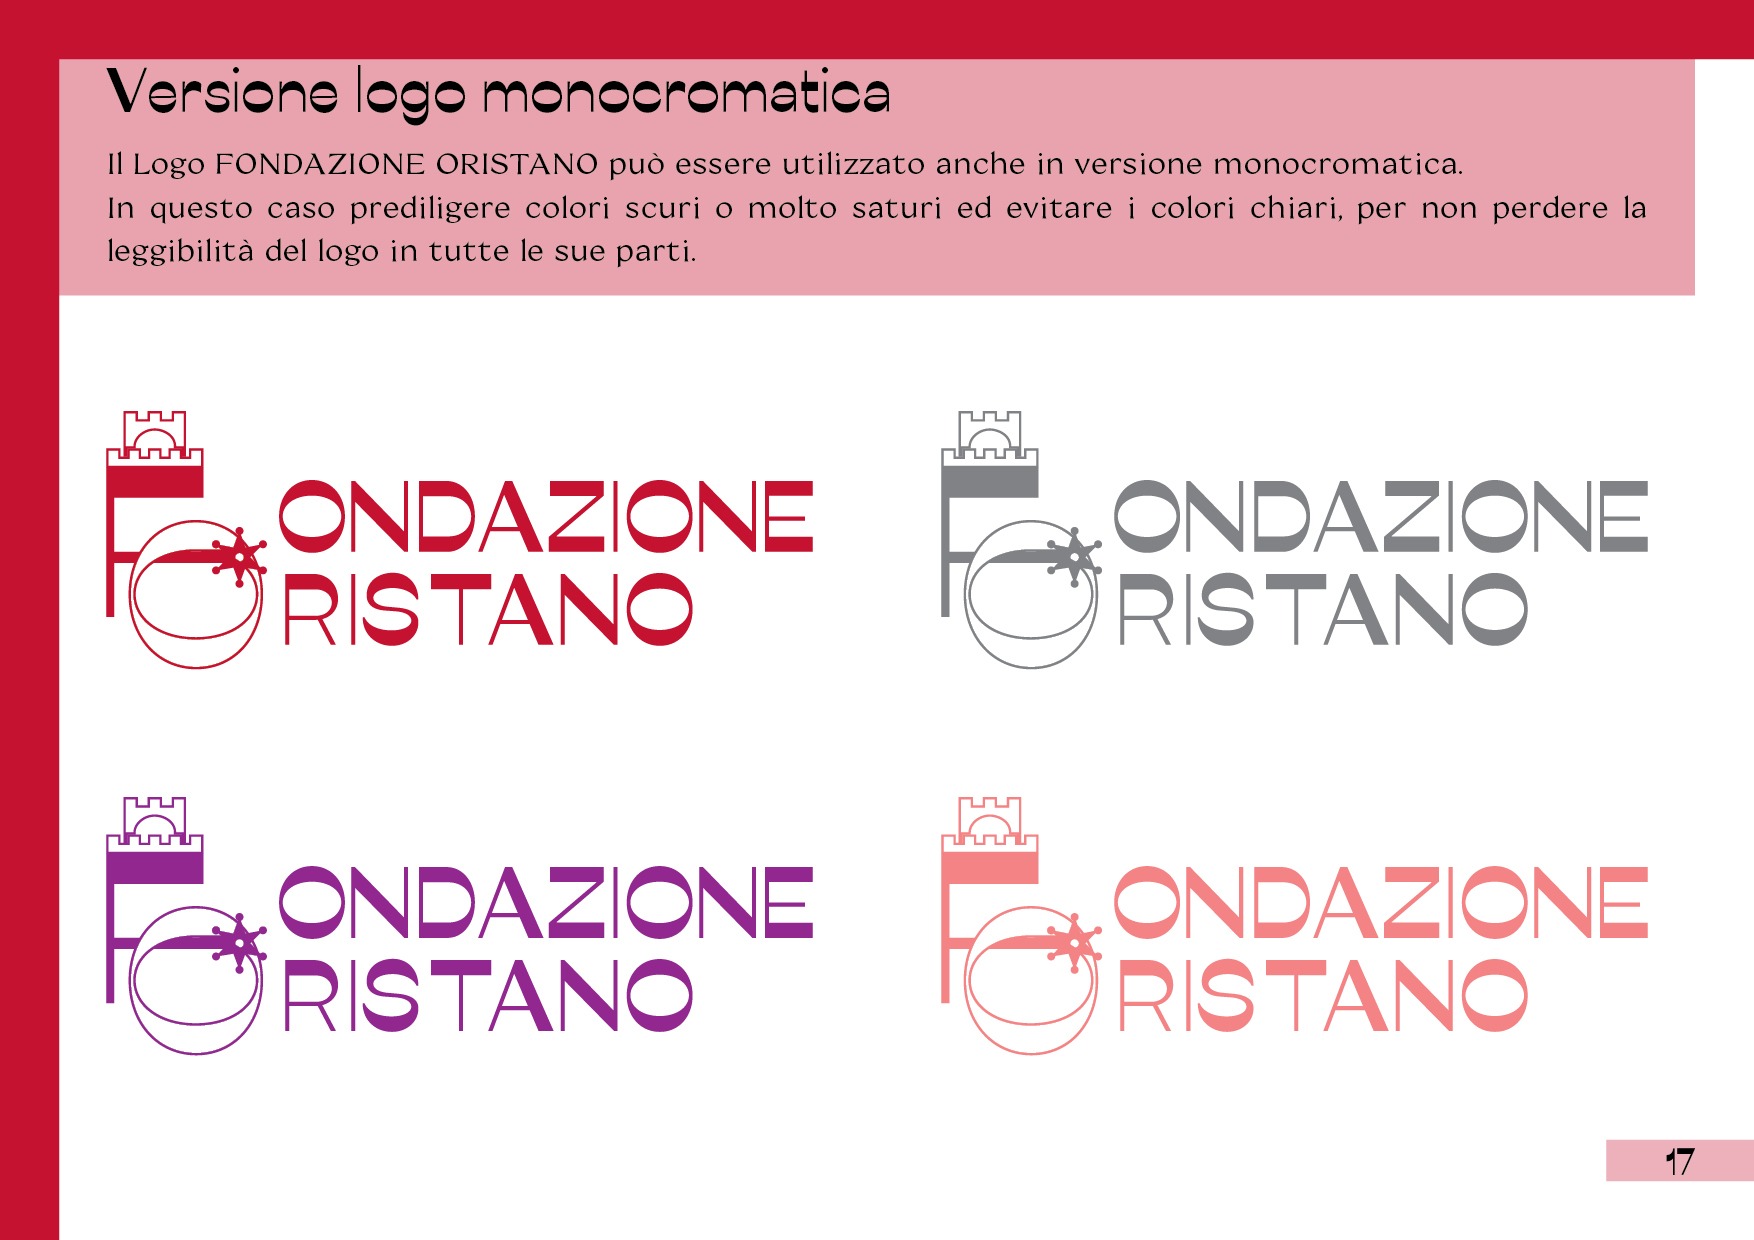 Versione logo monocromatica
Il Logo FONDAZIONE ORISTANO può essere utilizzato anche in versione monocromatica.
In questo caso prediligere colori scuri o molto saturi ed evitare i colori chiari, per non perdere la
leggibilità del logo in tutte le sue parti.
FONDAZIONE
ORISTANO
FONDAZIONE
ORISTANO
FONDAZIONE
ORISTANO
FONDAZIONE
ORISTANO
17